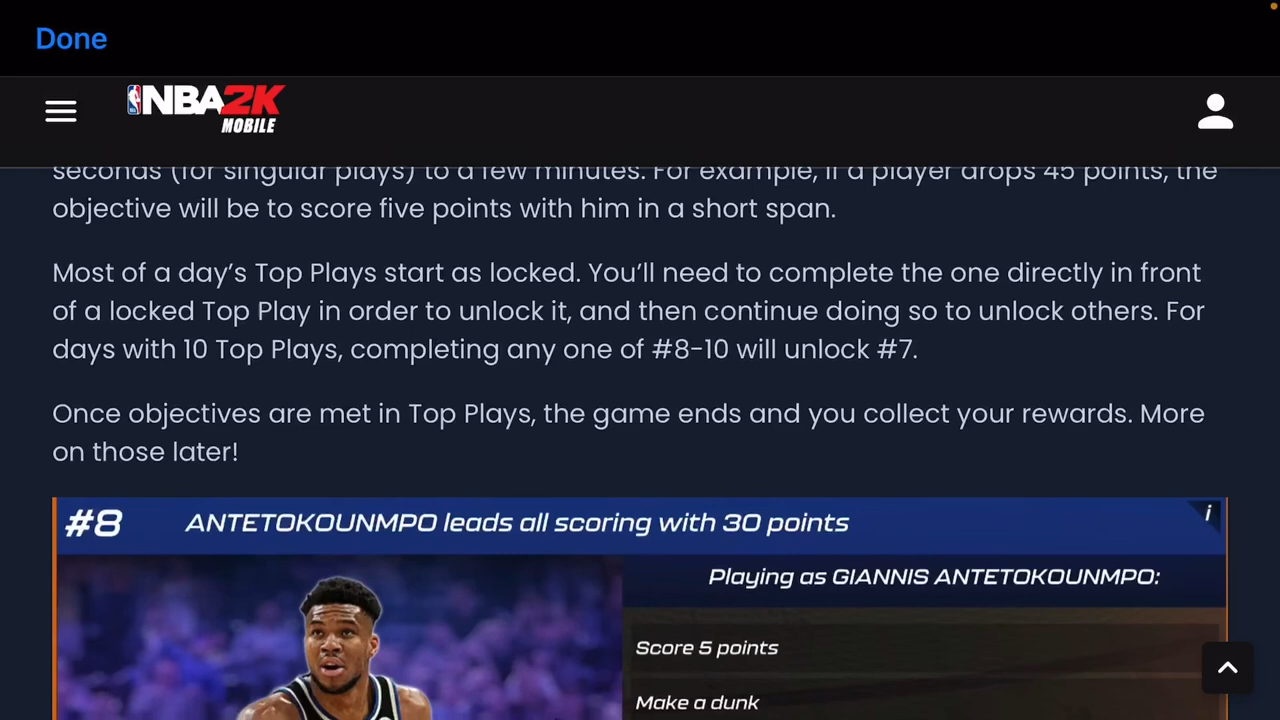 Done
NBA2K
MOBILE
seconds (for singular plays) to a few minutes. For example, if a player drops 45 points, the
objective will be to score five points with him in a short span.
Most of a day’s Top Plays start as locked. You’ll need to complete the one directly in front
of a locked Top Play in order to unlock it, and then continue doing so to unlock others. For
days with 10 Top Plays, completing any one of #8-10 will unlock #7.
Once objectives are met in Top Plays, the game ends and you collect your rewards. More
on those later!
#8 ANTETOKOUNMPO leads all scoring with 30 points i
Playing as GIANNIS ANTETOKOUNMPO:
Score 5 points
Make a dunk